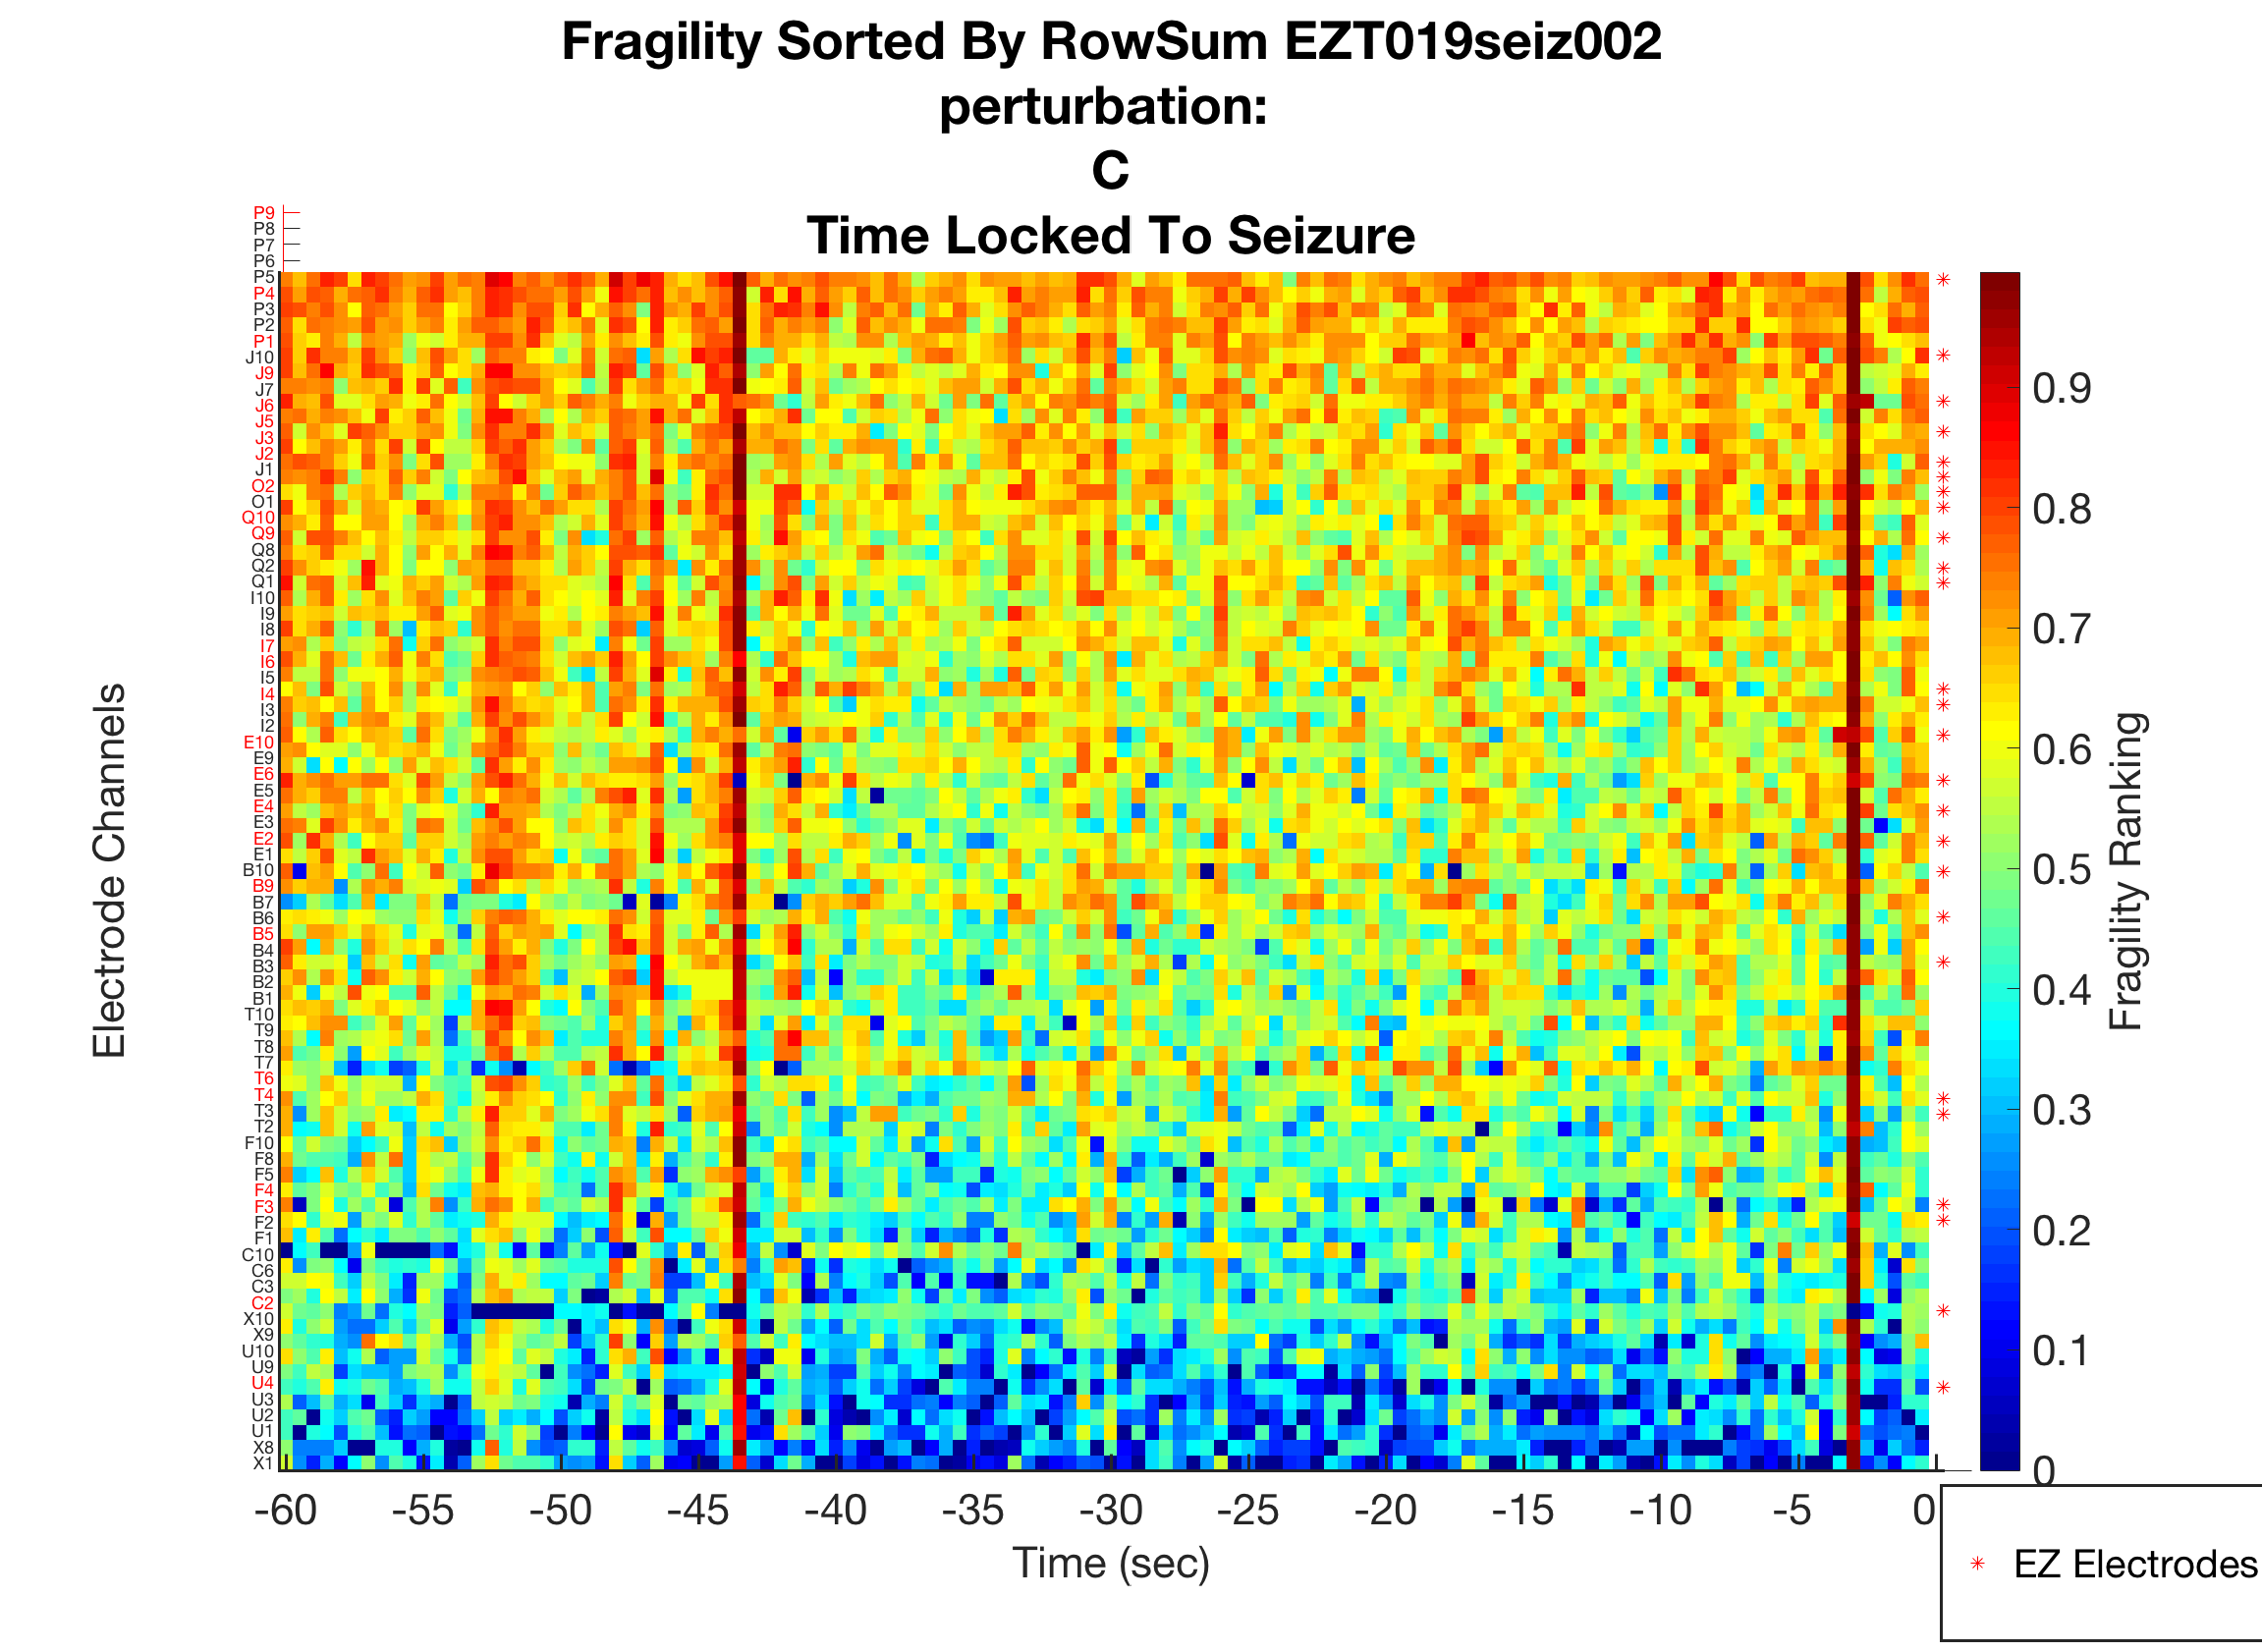 Fragility Sorted By RowSum EZT019seiz002
perturbation:
C
Time Locked To Seizure
Electrode Channels
P9
P8
P7
P6
P5
P4
P3
P2
P1
J10
J9
J7
J6
J5
J3
J2
J1
O2
O1
Q10
Q9
Q8
Q2
Q1
I10
I9
I8
I7
I6
I5
I4
I3
I2
E10
E9
E6
E5
E4
E3
E2
E1
B10
B9
B7
B6
B5
B4
B3
B2
B1
T10
T9
T8
T7
T6
T4
T3
T2
F10
F8
F5
F4
F3
F2
F1
C10
C6
C3
C2
X10
X9
U10
U9
U4
U3
U2
U1
X8
X1
-60 -55 -50 -45 -40 -35 -30 -25 -20 -15 -10 -5 0
Time (sec)
0.9
0.8
0.7
0.6
0.5
0.4
0.3
0.2
0.1
0
Fragility Ranking
EZ Electrodes